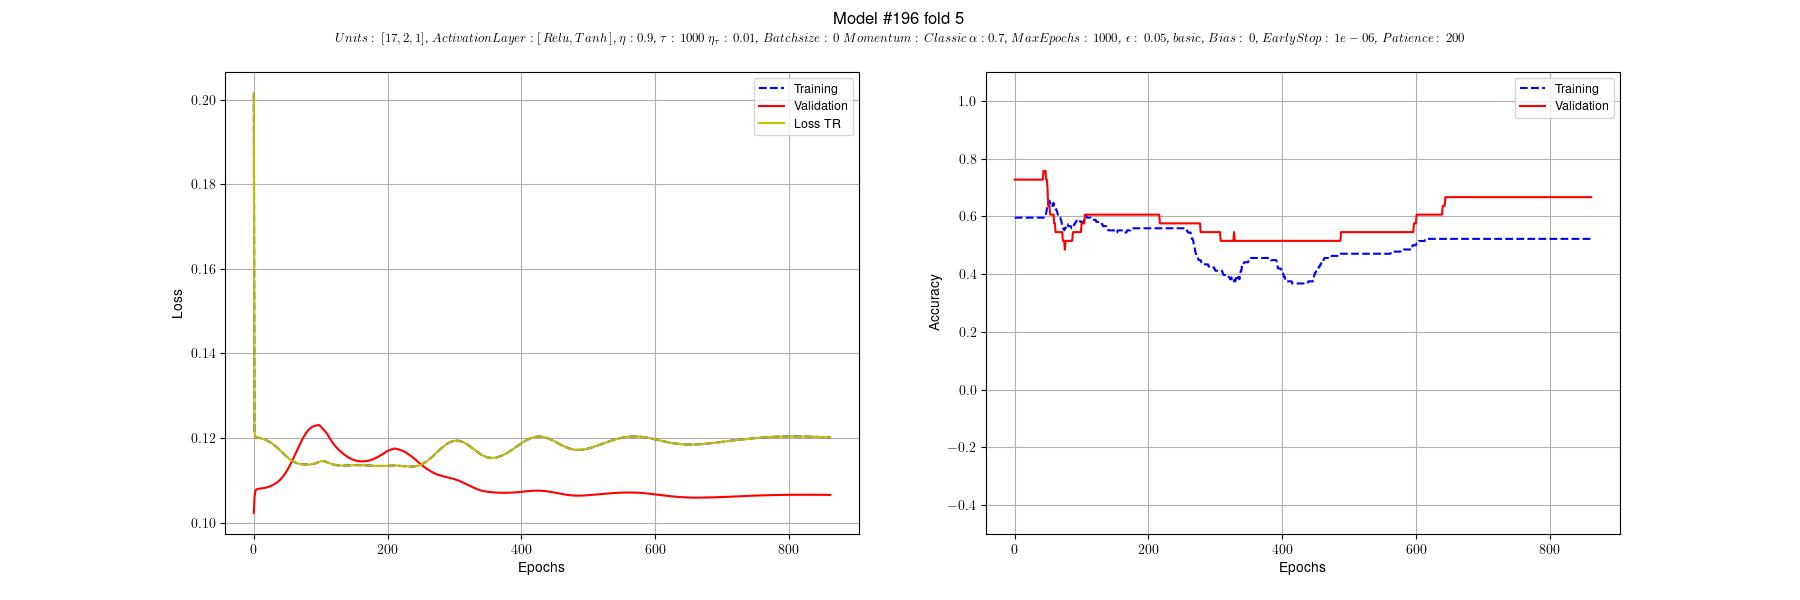 Model #196 fold 5
Units : [17, 2, 1], ActivationLayer : [Relu, Tanh], η : 0.9, τ : 1000 η_τ : 0.01, Batchsize : 0 Momentum : Classic α : 0.7, MaxEpochs : 1000, ϵ : 0.05, basic, Bias : 0, EarlyStop : 1e − 06, Patience : 200
Training
Validation
Loss TR
0.20
0.18
0.16
0.14
0.12
0.10
Loss
0 200 400 600 800
Epochs
Training
Validation
1.0
0.8
0.6
0.4
0.2
0.0
−0.2
−0.4
Accuracy
0 200 400 600 800
Epochs